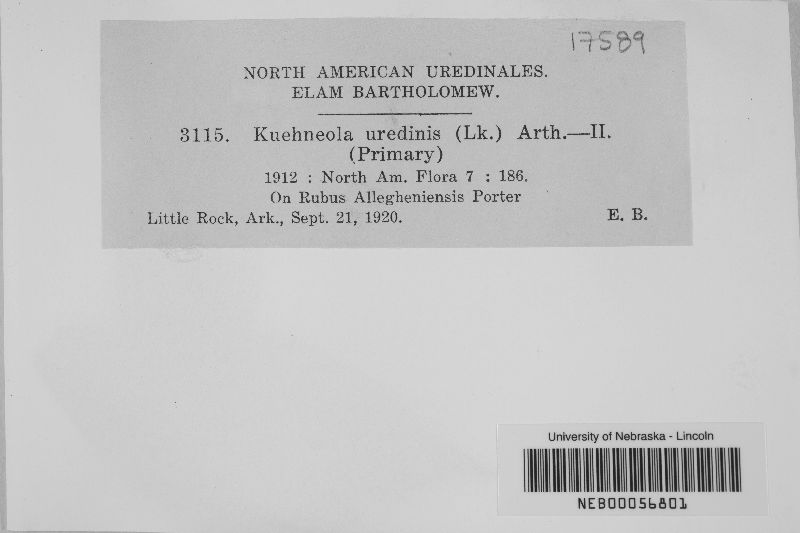 17589
NORTH AMERICAN UREDINALES.
ELAM BARTHOLOMEW.
3115. Kuehneola uredinis (Lk.) Arth.—II.
(Primary)
1912 : North Am. Flora 7 : 186.
On Rubus Allegheniensis Porter
Little Rock, Ark., Sept. 21, 1920. E. B.
University of Nebraska - Lincoln
NEB00056801